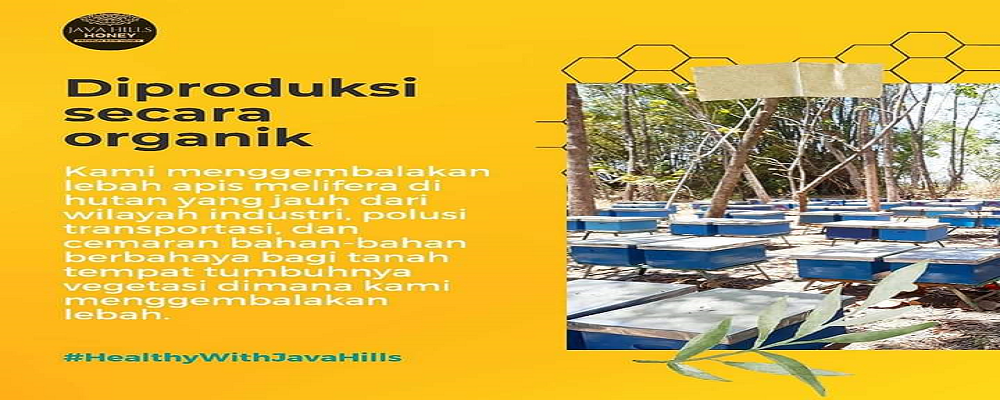 JAVA HILLS
HONEY
Diproduksi
secara
organik
Kami menggembalakan
lebah apis melifera di
hutan yang jauh dari
wilayah industri, polusi
transportasi, dan
cemaran bahan-bahan
berbahaya bagi tanah
tempat tumbuhnya
vegetasi dimana kami
menggembalakan
lebah.
#HealthyWithJavaHills